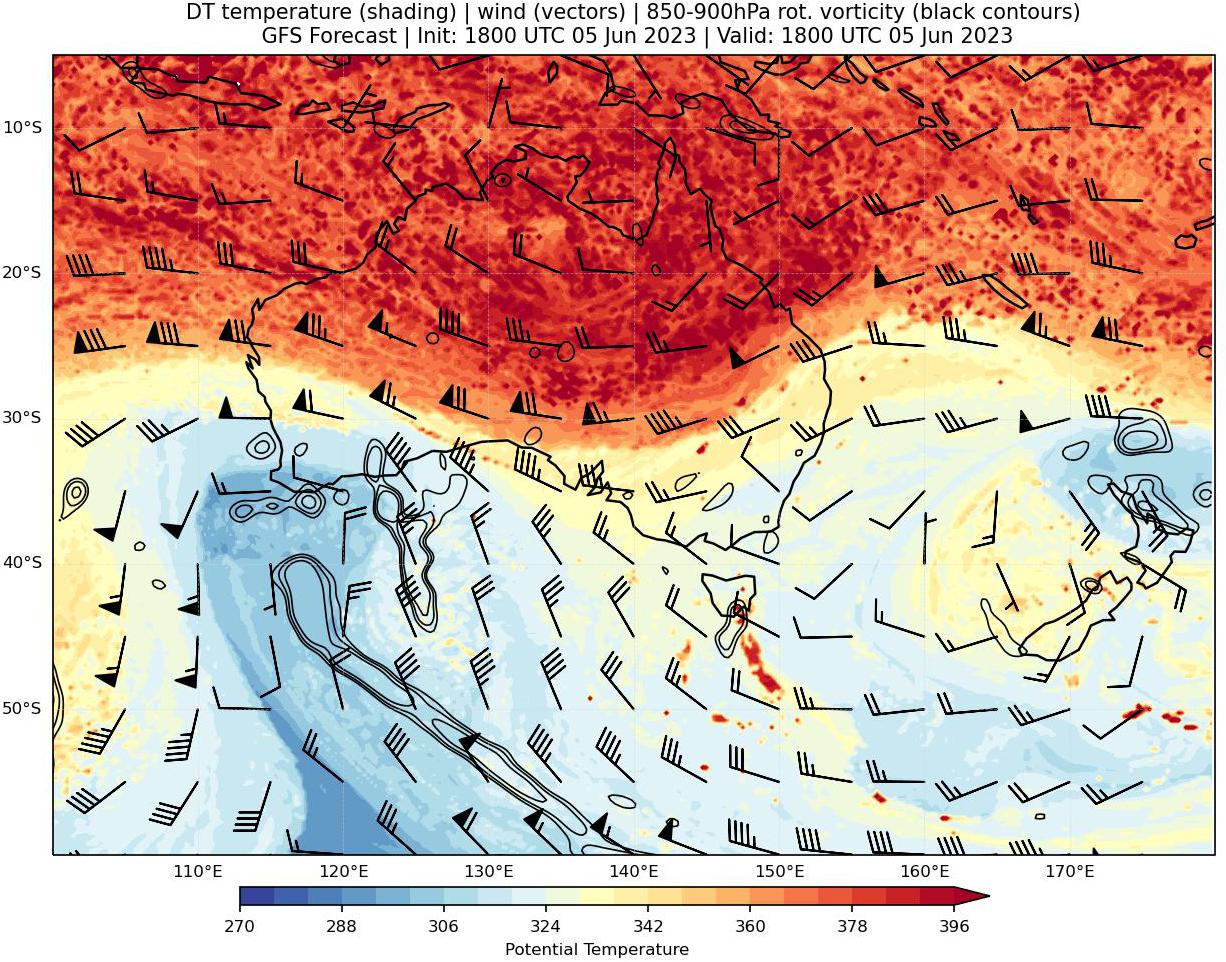 DT temperature (shading) | wind (vectors) | 850-900hPa rot. vorticity (black contours)
GFS Forecast | Init: 1800 UTC 05 Jun 2023 | Valid: 1800 UTC 05 Jun 2023
10°S
20°S
30°S
40°S
50°S
110°E 120°E 130°E 140°E 150°E 160°E 170°E
270 288 306 324 342 360 378 396
Potential Temperature